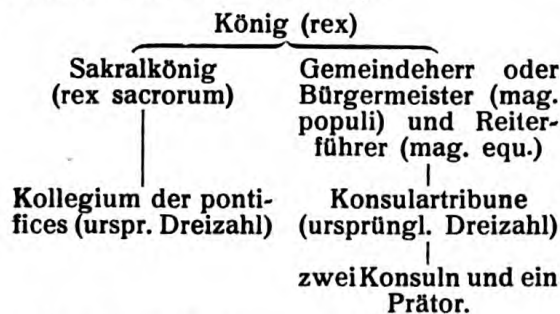 König (rex)
Sakralkönig
(rex sacrorum)
Gemeindeherr oder
Bürgermeister (mag.
populi) und Reiter-
führer (mag. equ.)
Kollegium der ponti-
fices (urspr. Dreizahl)
Konsulartribune
(ursprüngl. Dreizahl)
zwei Konsuln und ein
Prätor.